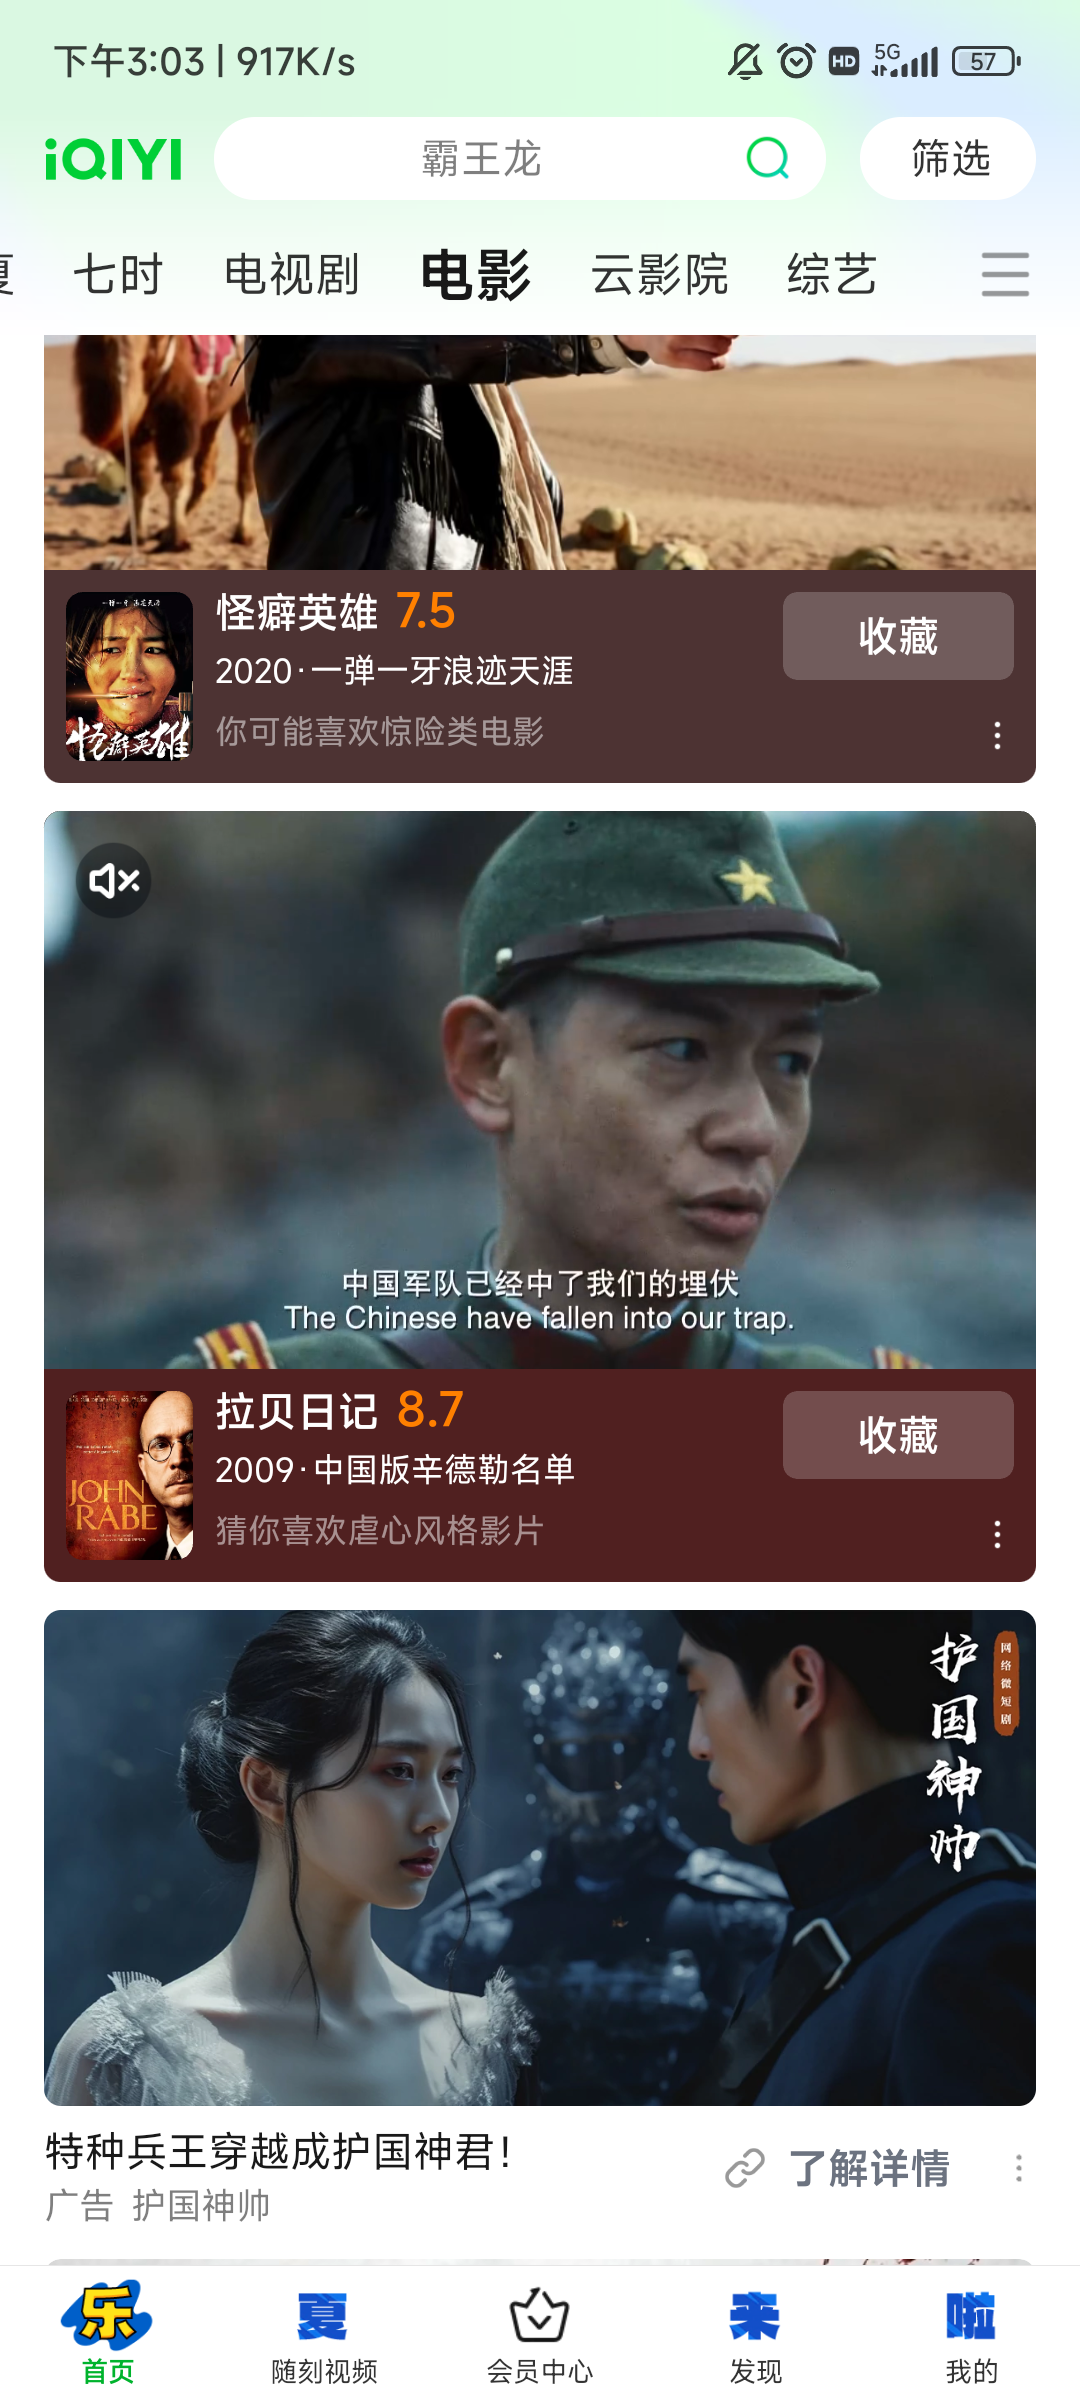 下午3:03 | 917K/s
HD
5G
57
iQIYI
霸王龙
筛选
七时
电视剧
电影
云影院
综艺
怪癖英雄 7.5
收藏
2020·一弹一牙浪迹天涯
你可能喜欢惊险类电影
怪癖英雄
中国军队已经中了我们的埋伏
The Chinese have fallen into our trap.
拉贝日记 8.7
收藏
2009·中国版辛德勒名单
猜你喜欢虐心风格影片
JOHN
RABE
护国神帅
网络微短剧
特种兵王穿越成护国神君！
了解详情
广告 护国神帅
乐
夏
来
啦
首页
随刻视频
会员中心
发现
我的